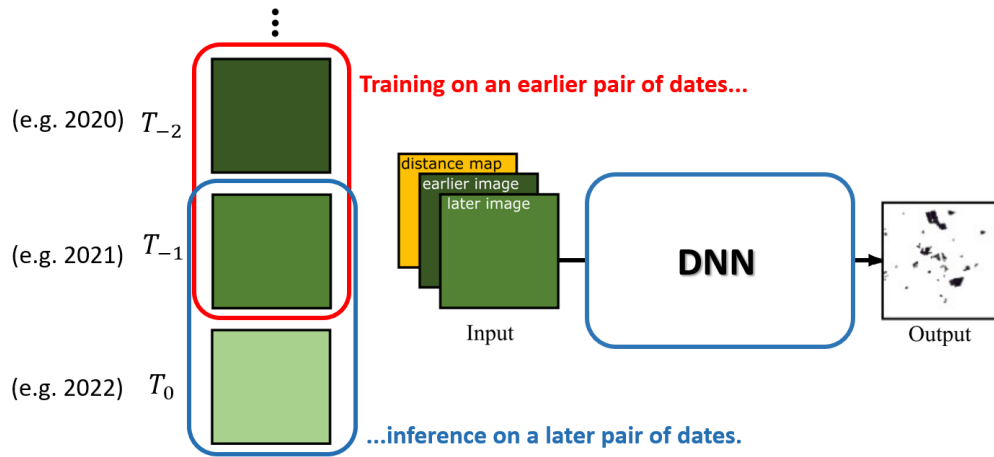 Training on an earlier pair of dates...
(e.g. 2020) T₋₂
distance map
earlier image
later image
(e.g. 2021) T₋₁
DNN
Input
Output
(e.g. 2022) T₀
...inference on a later pair of dates.